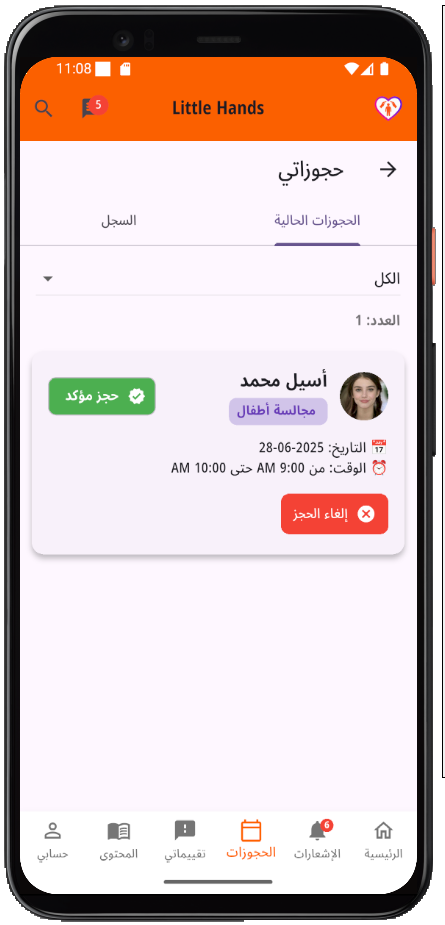 11:08
5
Little Hands
حجوزاتي
الحجوزات الحالية
السجل
الكل
العدد: 1
أسيل محمد
حجز مؤكد
مجالسة أطفال
📅 التاريخ: 28-06-2025
⏰ الوقت: من 9:00 AM حتى 10:00 AM
إلغاء الحجز
6
الرئيسية
الإشعارات
الحجوزات
تقييماتي
المحتوى
حسابي